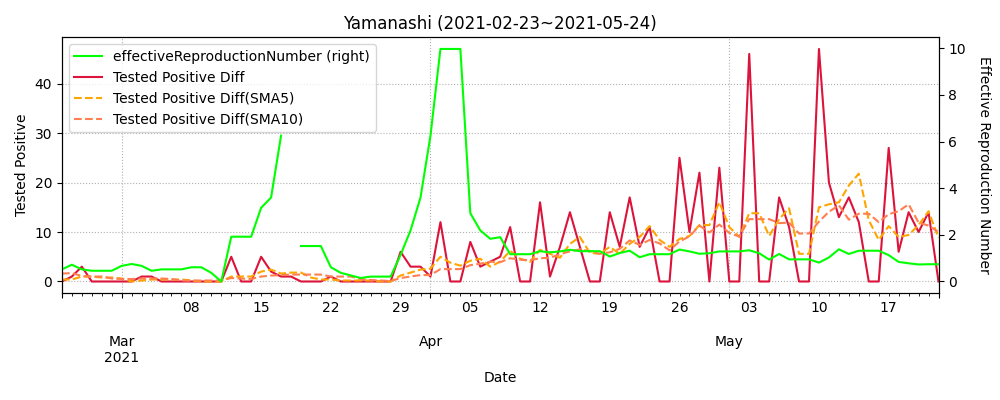 Yamanashi (2021-02-23~2021-05-24)
effectiveReproductionNumber (right)
Tested Positive Diff
Tested Positive Diff(SMA5)
Tested Positive Diff(SMA10)
Tested Positive
40
30
20
10
0
Effective Reproduction Number
10
8
6
4
2
0
08 15 22 29 05 12 19 26 03 10 17
Mar Apr May
2021
Date